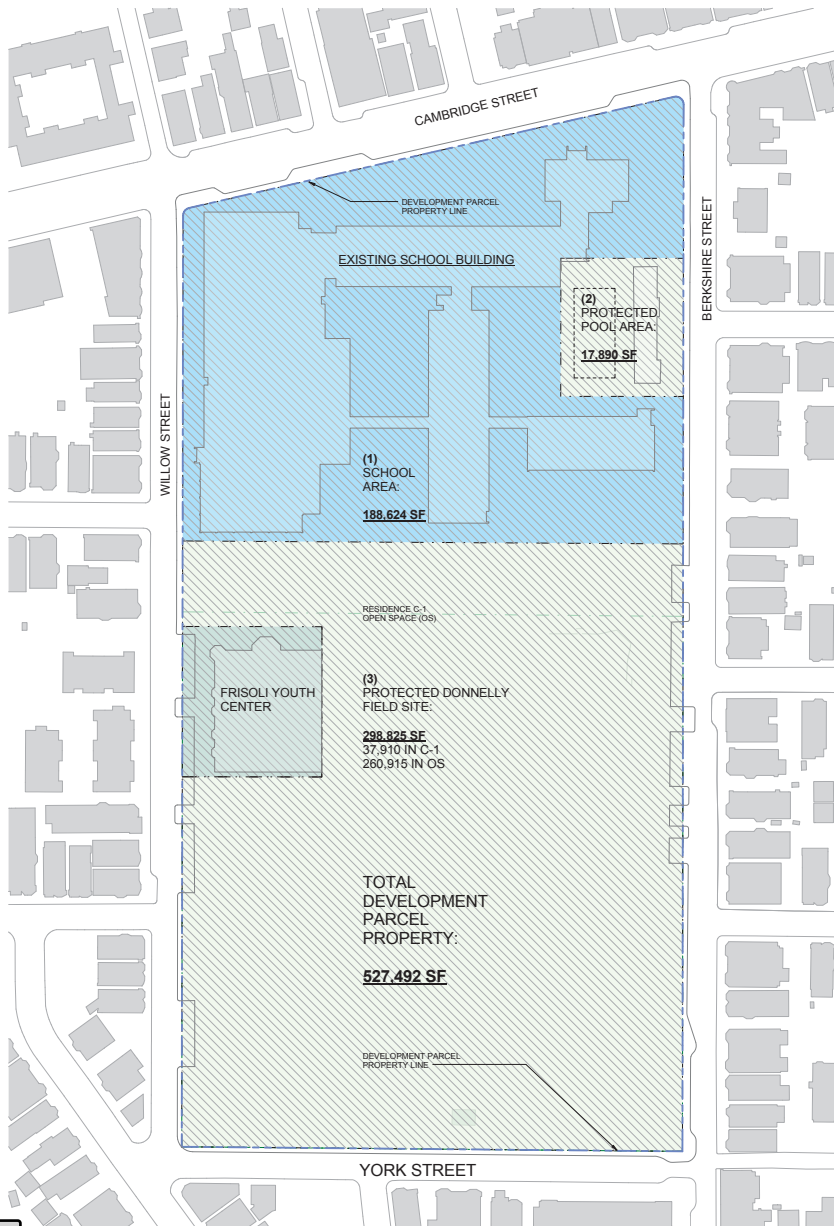 CAMBRIDGE STREET
DEVELOPMENT PARCEL
PROPERTY LINE
BERKSHIRE STREET
EXISTING SCHOOL BUILDING
(2)
PROTECTED
POOL AREA:
17,890 SF
WILLOW STREET
(1)
SCHOOL
AREA:
188,624 SF
RESIDENCE C-1
OPEN SPACE (OS)
FRISOLI YOUTH
CENTER
(3)
PROTECTED DONNELLY
FIELD SITE:
298,825 SF
37,910 IN C-1
260,915 IN OS
TOTAL
DEVELOPMENT
PARCEL
PROPERTY:
527,492 SF
DEVELOPMENT PARCEL
PROPERTY LINE
YORK STREET